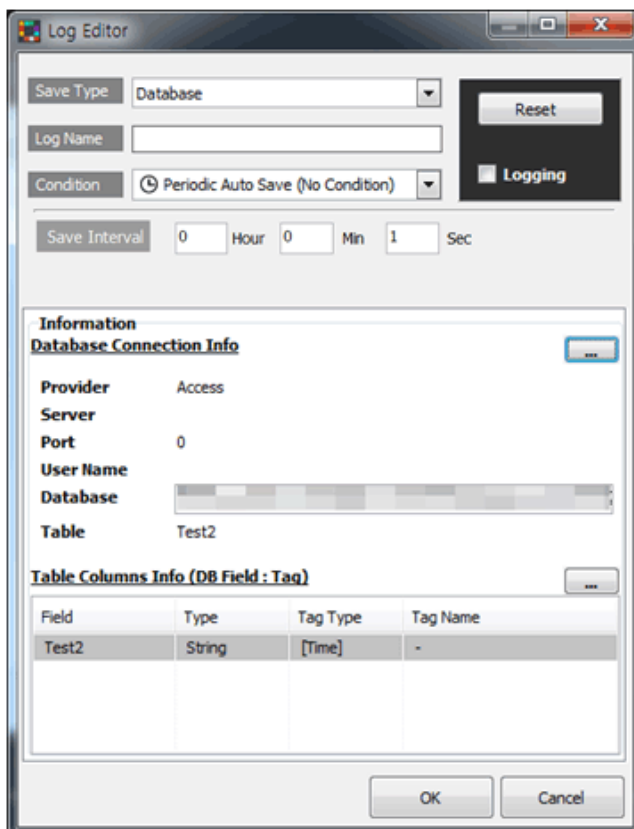 Log Editor
Save Type Database
Reset
Log Name
Logging
Condition Periodic Auto Save (No Condition)
Save Interval 0 Hour 0 Min 1 Sec
Information
Database Connection Info ...
Provider Access
Server
Port 0
User Name
Database
Table Test2
Table Columns Info (DB Field : Tag) ...
Field Type Tag Type Tag Name
Test2 String [Time] -
OK Cancel